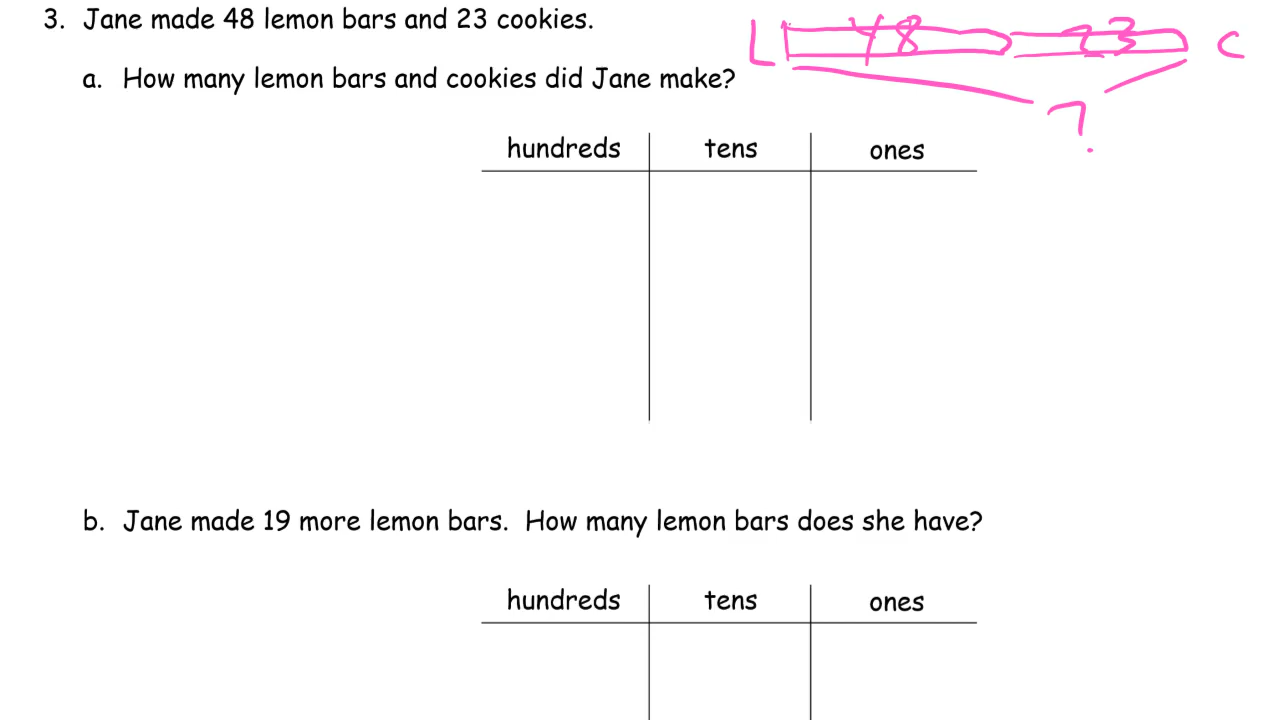 3. Jane made 48 lemon bars and 23 cookies.
L 48 23 C
a. How many lemon bars and cookies did Jane make?
?
hundreds tens ones
b. Jane made 19 more lemon bars. How many lemon bars does she have?
hundreds tens ones